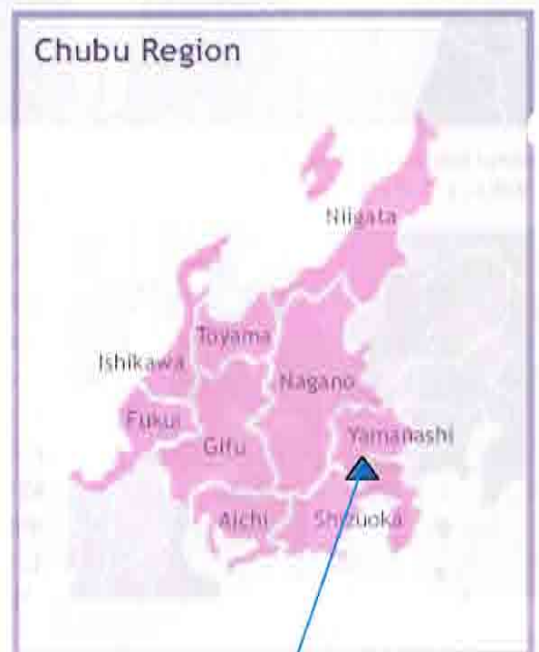 Chubu Region
Niigata
Toyama
Ishikawa
Nagano
Fukui
Gifu
Yamanashi
Aichi
Shizuoka